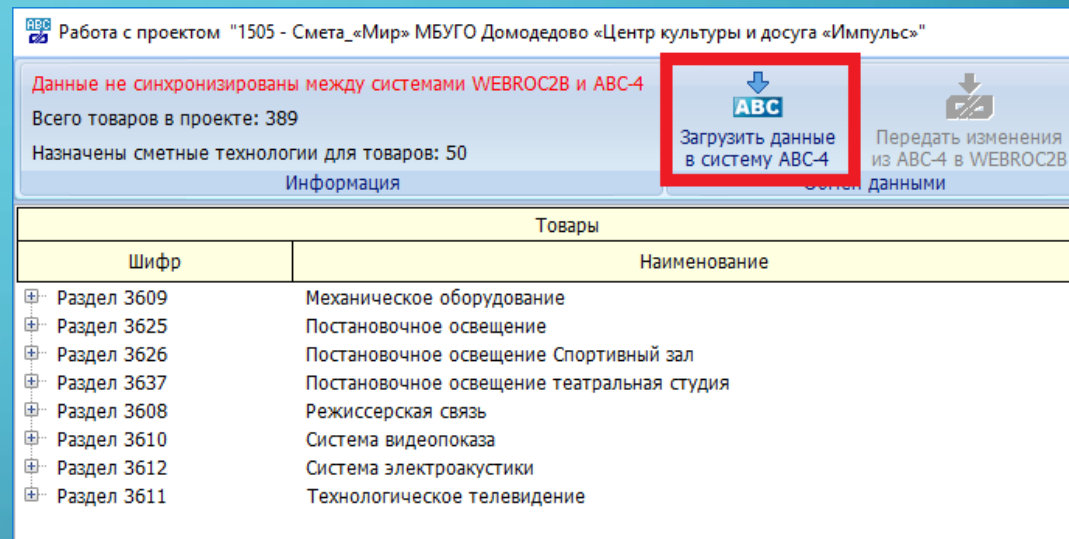 ABC
Работа с проектом "1505 - Смета_«Мир» МБУГО Домодедово «Центр культуры и досуга «Импульс»"
Данные не синхронизированы между системами WEBROC2B и ABC-4
Всего товаров в проекте: 389
Назначены сметные технологии для товаров: 50
Информация
ABC
Загрузить данные
в систему ABC-4
Передать изменения
из ABC-4 в WEBROC2B
данными
Товары
Шифр Наименование
Раздел 3609 Механическое оборудование
Раздел 3625 Постановочное освещение
Раздел 3626 Постановочное освещение Спортивный зал
Раздел 3637 Постановочное освещение театральная студия
Раздел 3608 Режиссерская связь
Раздел 3610 Система видеопоказа
Раздел 3612 Система электроакустики
Раздел 3611 Технологическое телевидение